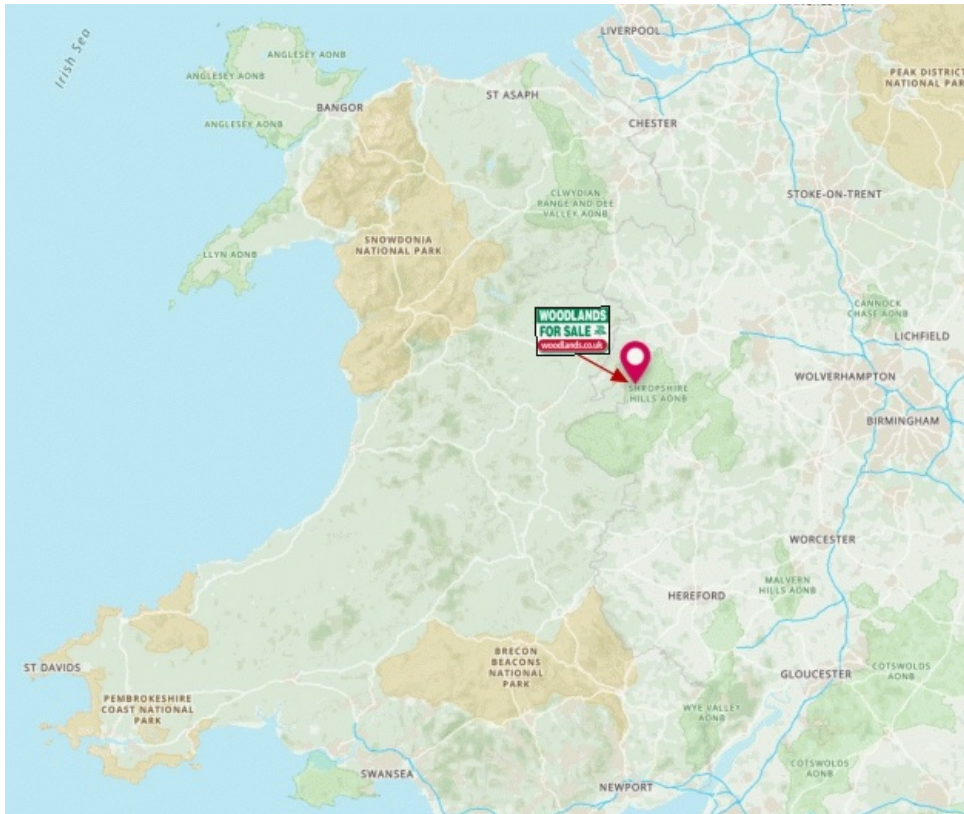 Irish Sea
ANGLESEY AONB
ANGLESEY AONB
BANGOR
ANGLESEY AONB
ST ASAPH
LIVERPOOL
CHESTER
PEAK DISTRICT
NATIONAL PAR
STOKE-ON-TRENT
CLWYDIAN
RANGE AND DEE
VALLEY AONB
SNOWDONIA
NATIONAL PARK
LLYN AONB
WOODLANDS
FOR SALE
woodlands.co.uk
CANNOCK
CHASE AONB
LICHFIELD
SHROPSHIRE
HILLS AONB
WOLVERHAMPTON
BIRMINGHAM
WORCESTER
MALVERN
HILLS AONB
HEREFORD
ST DAVIDS
PEMBROKESHIRE
COAST NATIONAL
PARK
BRECON
BEACONS
NATIONAL
PARK
GLOUCESTER
COTSWOLDS
AONB
WYE VALLEY
AONB
COTSWOLDS
AONB
SWANSEA
NEWPORT